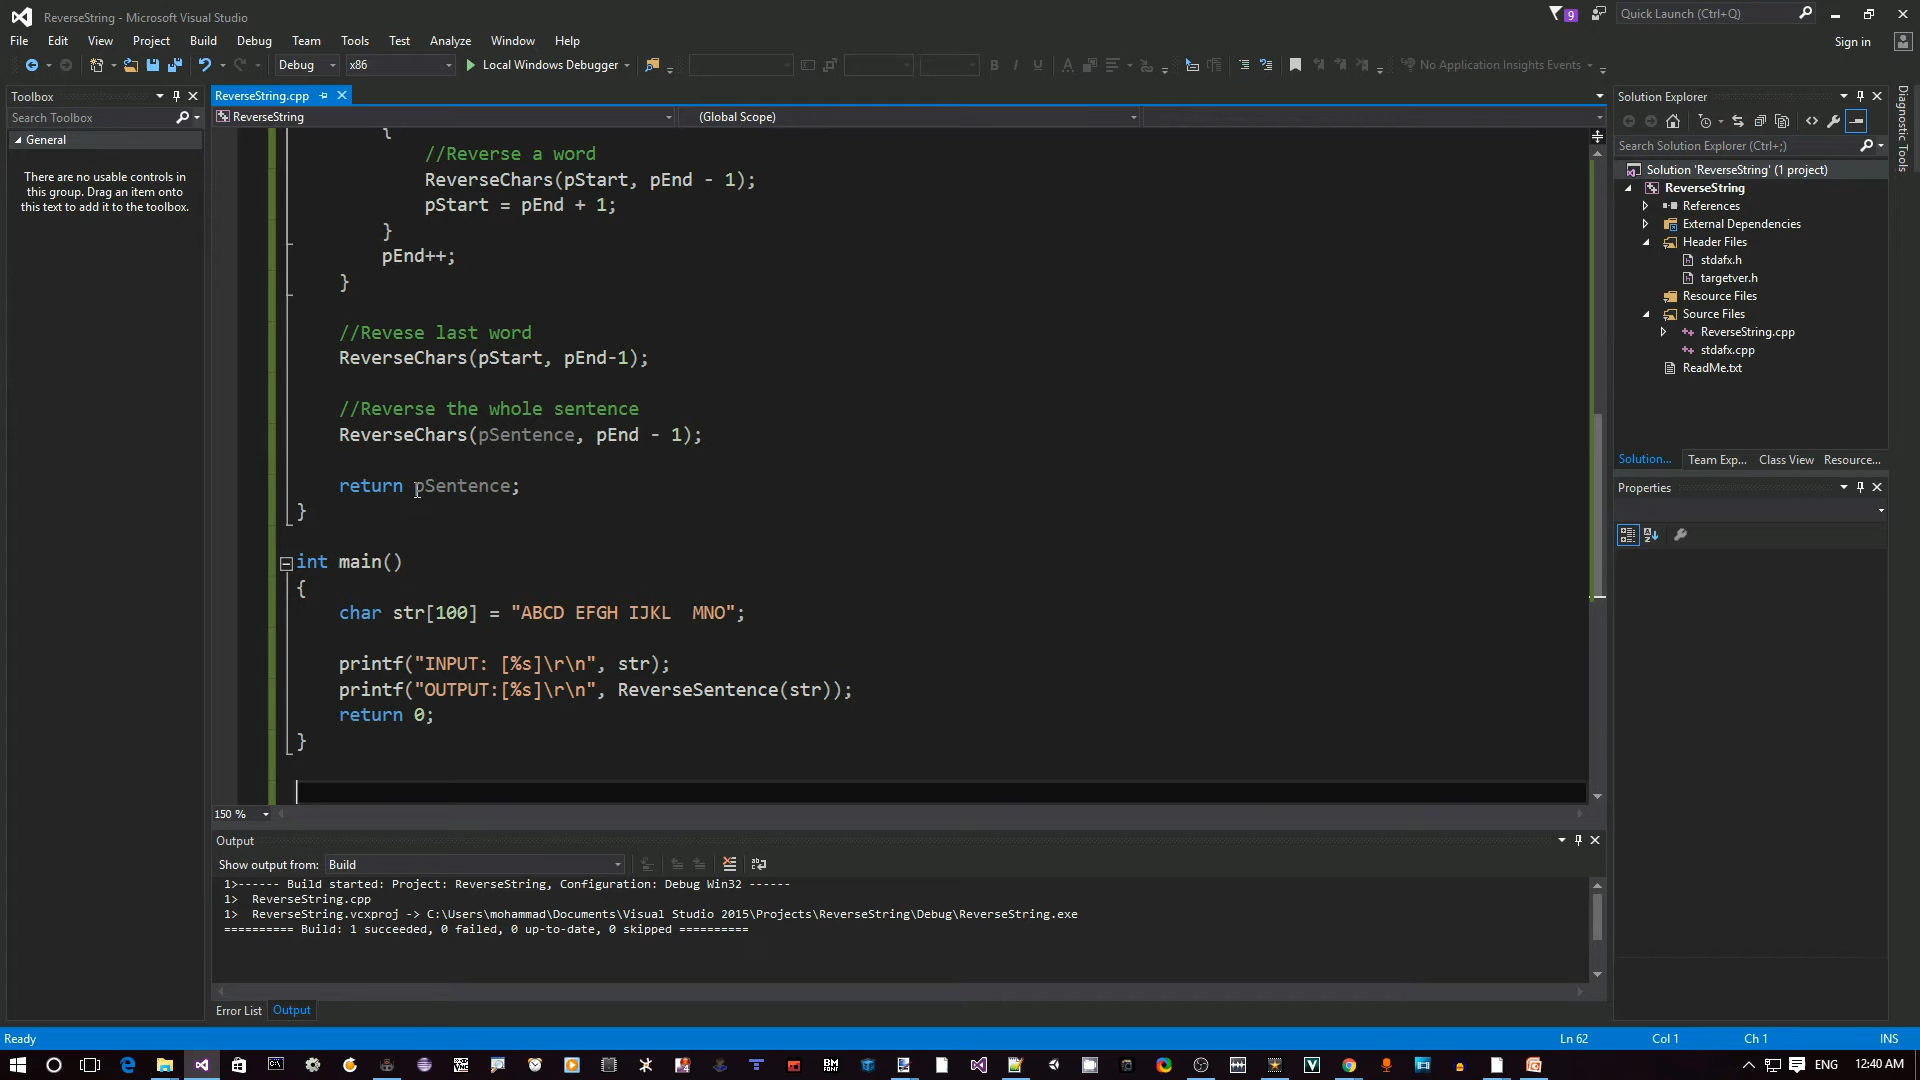 ReverseString - Microsoft Visual Studio
9
Quick Launch (Ctrl+Q)
File Edit View Project Build Debug Team Tools Test Analyze Window Help
Sign in
Debug x86 Local Windows Debugger No Application Insights Events
Toolbox
Search Toolbox
General
There are no usable controls in
this group. Drag an item onto
this text to add it to the toolbox.
ReverseString.cpp
ReverseString (Global Scope)
{
//Reverse a word
ReverseChars(pStart, pEnd - 1);
pStart = pEnd + 1;
}
pEnd++;
}
//Revese last word
ReverseChars(pStart, pEnd-1);
//Reverse the whole sentence
ReverseChars(pSentence, pEnd - 1);
return pSentence;
}
int main()
{
char str[100] = "ABCD EFGH IJKL  MNO";
printf("INPUT: [%s]\r\n", str);
printf("OUTPUT:[%s]\r\n", ReverseSentence(str));
return 0;
}
150 %
Output
Show output from: Build
1>------ Build started: Project: ReverseString, Configuration: Debug Win32 ------
1>  ReverseString.cpp
1>  ReverseString.vcxproj -> C:\Users\mohammad\Documents\Visual Studio 2015\Projects\ReverseString\Debug\ReverseString.exe
========== Build: 1 succeeded, 0 failed, 0 up-to-date, 0 skipped ==========
Error List Output
Solution Explorer
Search Solution Explorer (Ctrl+;)
Solution 'ReverseString' (1 project)
ReverseString
References
External Dependencies
Header Files
stdafx.h
targetver.h
Resource Files
Source Files
ReverseString.cpp
stdafx.cpp
ReadMe.txt
Solution... Team Exp... Class View Resource...
Properties
Diagnostic Tools
Ready Ln 62 Col 1 Ch 1 INS
ENG 12:40 AM